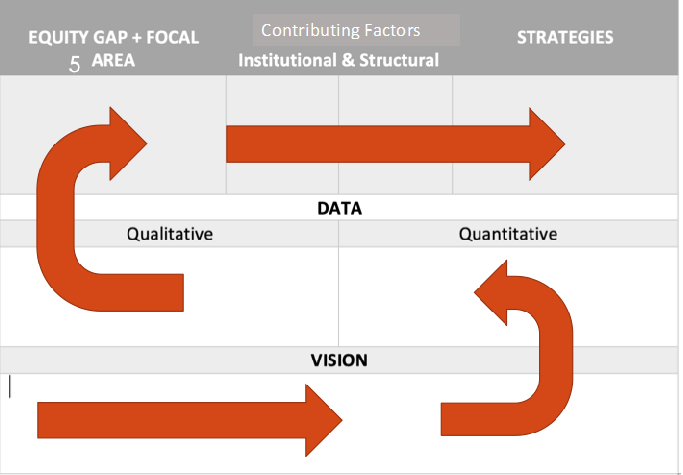 EQUITY GAP + FOCAL
5 AREA
Contributing Factors
Institutional & Structural
STRATEGIES
DATA
Qualitative
Quantitative
VISION